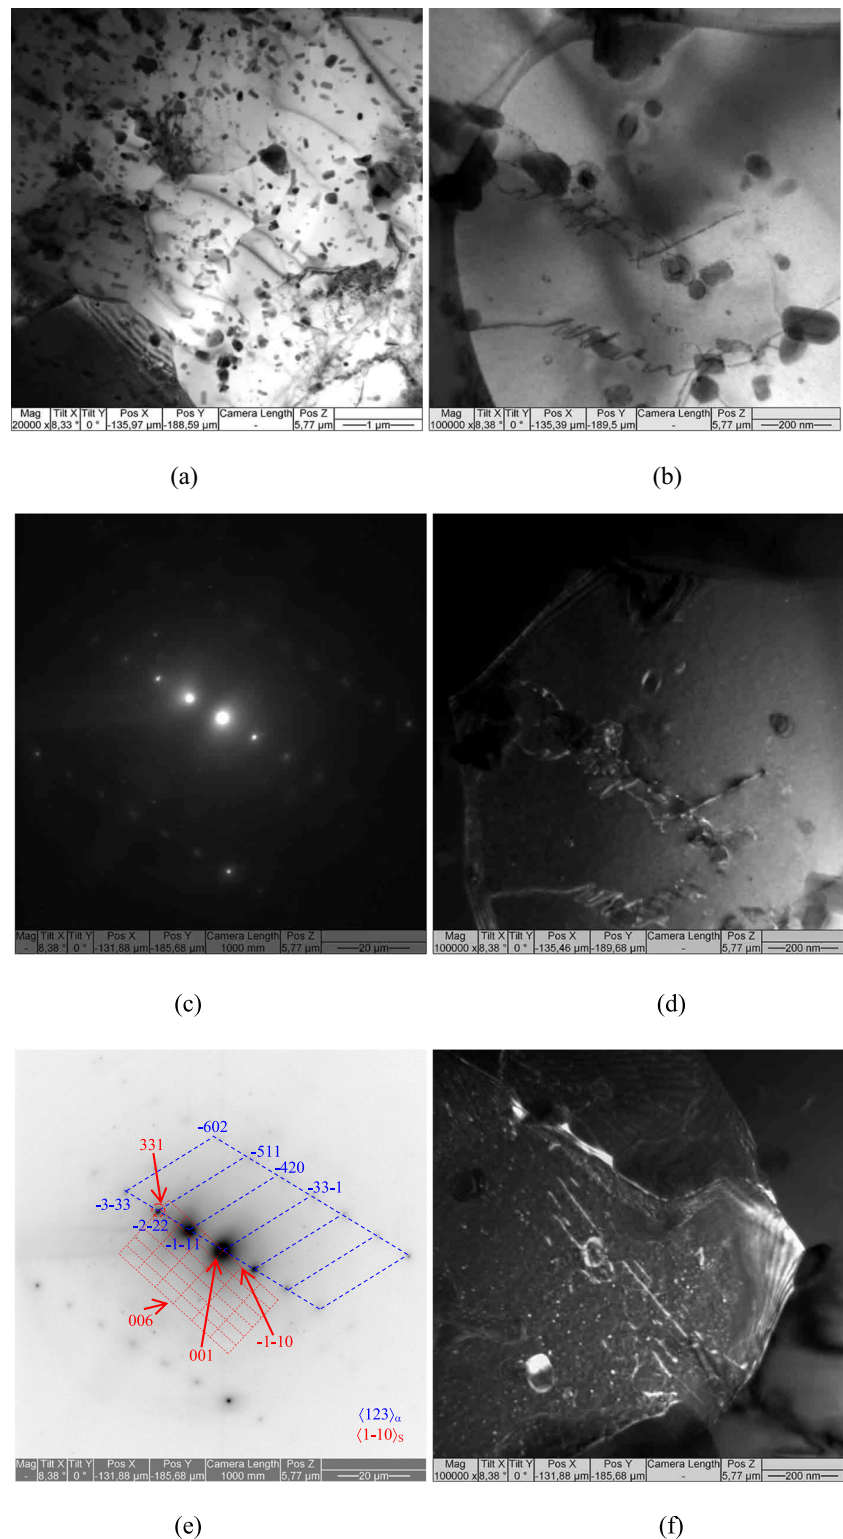 Mag Tilt X Tilt Y Pos X Pos Y Camera Length Pos Z
20000 x 8,33 ° 0 ° -135,97 µm -188,59 µm - 5,77 µm 1 µm
Mag Tilt X Tilt Y Pos X Pos Y Camera Length Pos Z
100000 x 8,38 ° 0 ° -135,39 µm -189,5 µm - 5,77 µm 200 nm
(a)
(b)
Mag Tilt X Tilt Y Pos X Pos Y Camera Length Pos Z
- 8,38 ° 0 ° -131,88 µm -185,68 µm 1000 mm 5,77 µm 20 µm
Mag Tilt X Tilt Y Pos X Pos Y Camera Length Pos Z
100000 x 8,38 ° 0 ° -135,46 µm -189,68 µm - 5,77 µm 200 nm
(c)
(d)
-602
331
-511
-420
-33-1
-3-33
-2-22
-1-11
006
001
-1-10
⟨123⟩α
⟨1-10⟩S
Mag Tilt X Tilt Y Pos X Pos Y Camera Length Pos Z
- 8,38 ° 0 ° -131,88 µm -185,68 µm 1000 mm 5,77 µm 20 µm
Mag Tilt X Tilt Y Pos X Pos Y Camera Length Pos Z
100000 x 8,38 ° 0 ° -131,88 µm -185,68 µm - 5,77 µm 200 nm
(e)
(f)